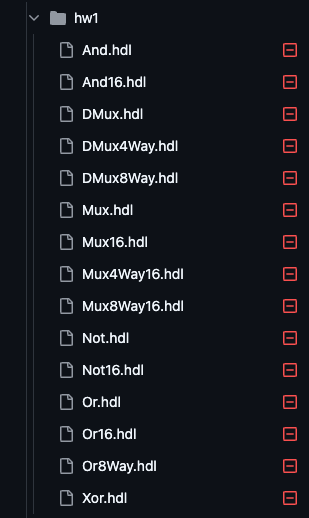 hw1
And.hdl
And16.hdl
DMux.hdl
DMux4Way.hdl
DMux8Way.hdl
Mux.hdl
Mux16.hdl
Mux4Way16.hdl
Mux8Way16.hdl
Not.hdl
Not16.hdl
Or.hdl
Or16.hdl
Or8Way.hdl
Xor.hdl